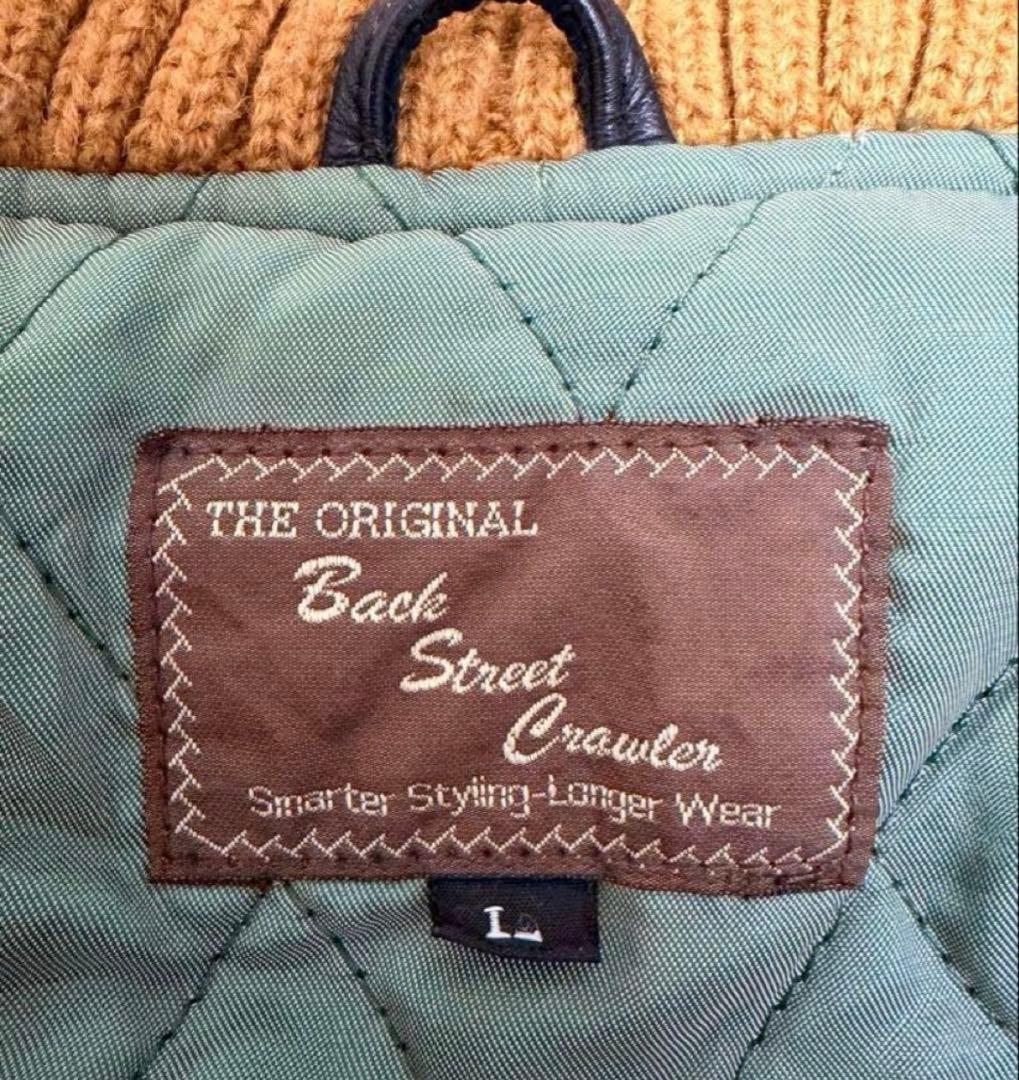 THE ORIGINAL
Back
Street
Crawler
Smarter Styling-Longer Wear
L